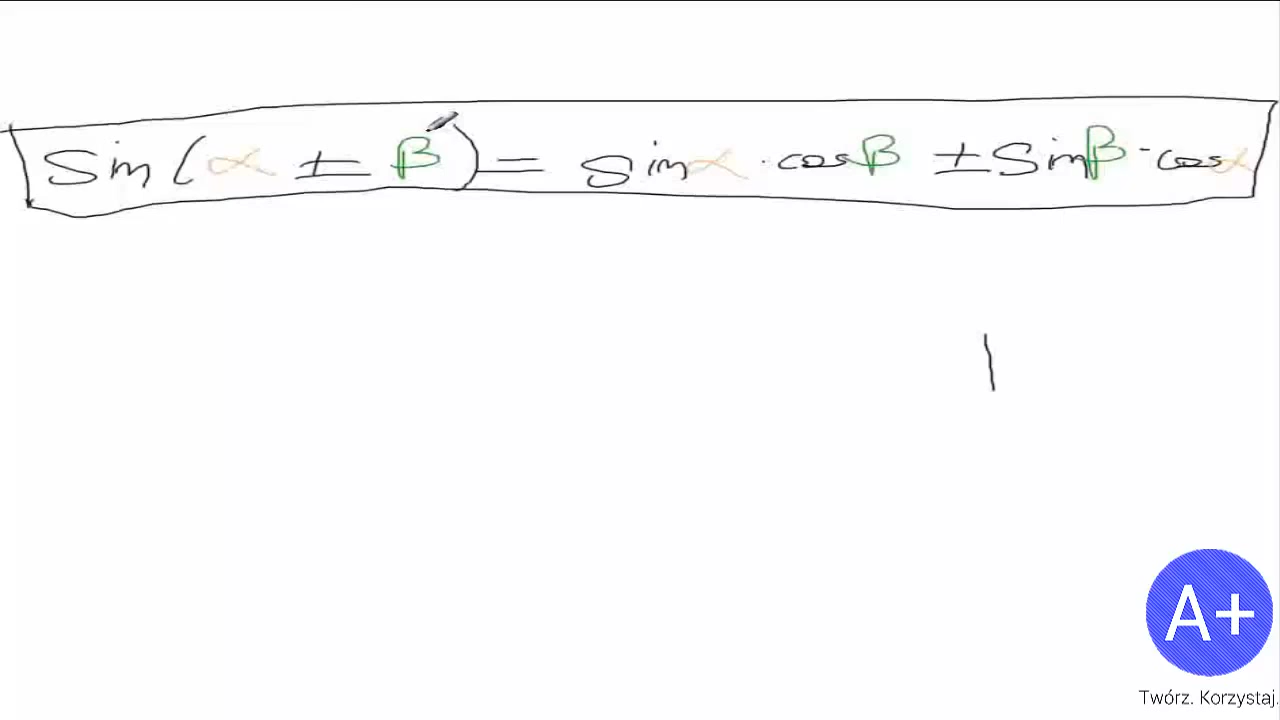 Sin(α ± β) = sinα · cosβ ± Sinβ · cosα
A+
Twórz. Korzystaj.